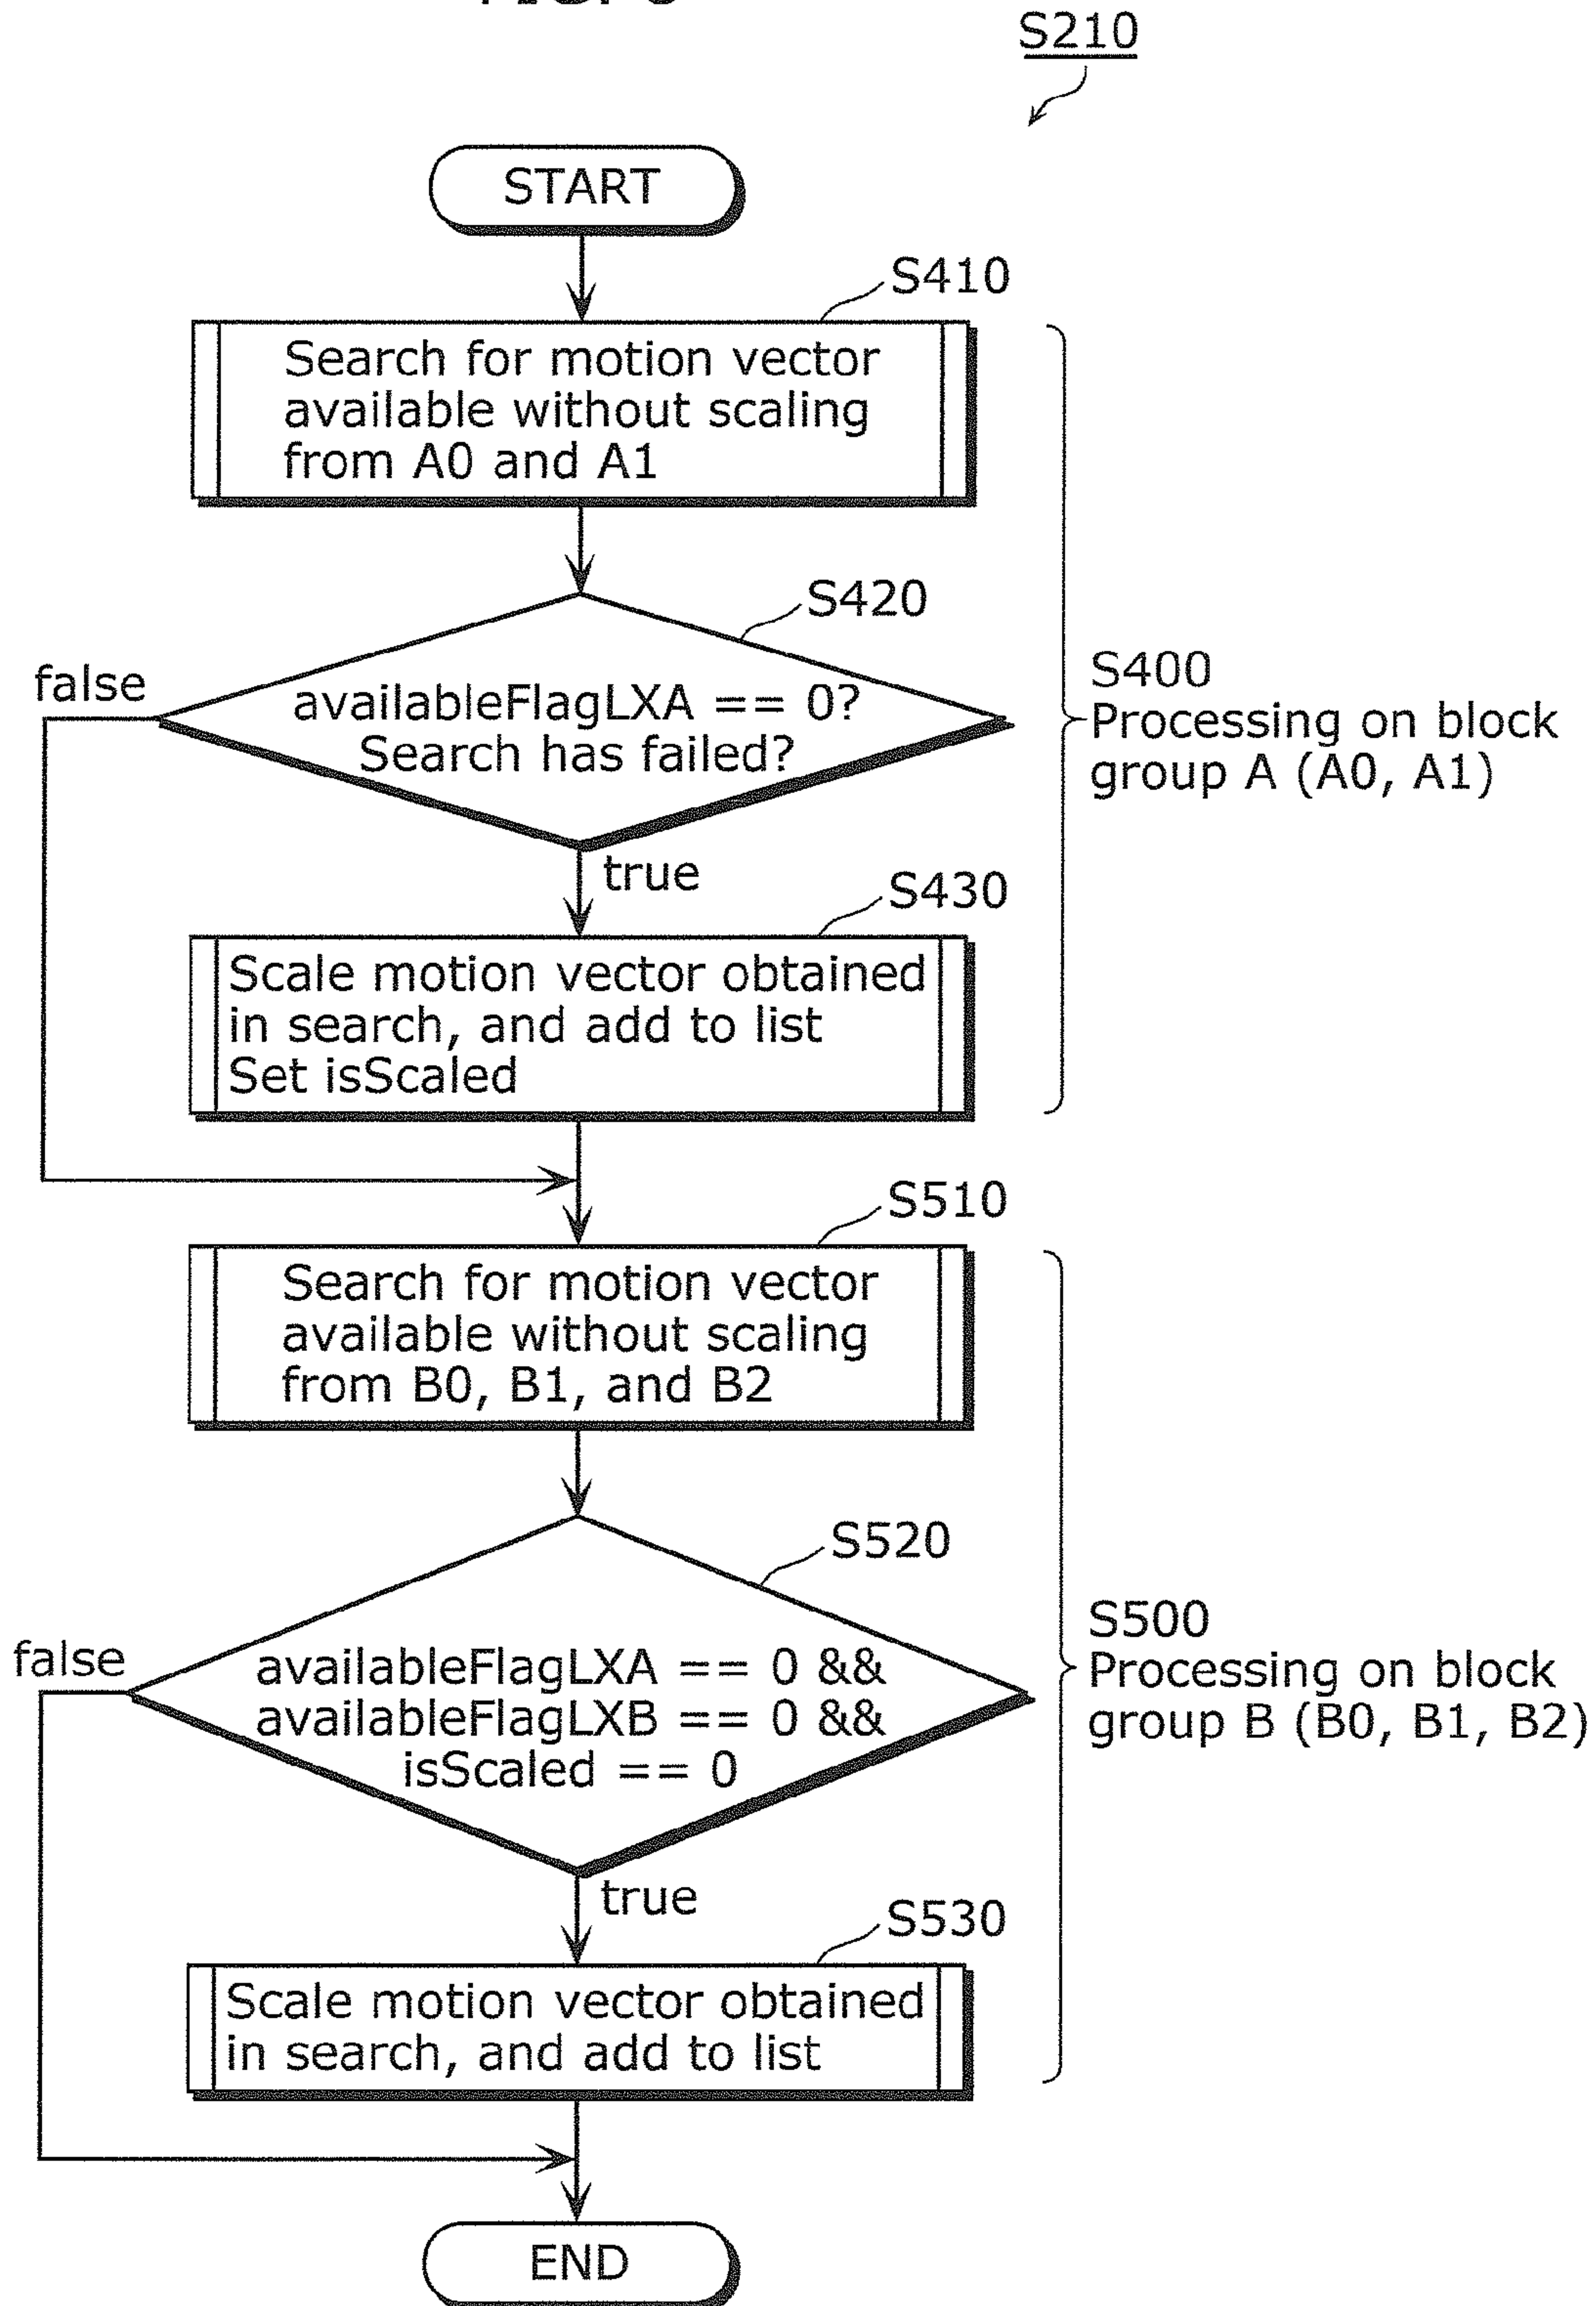 S210
START
S410
Search for motion vector
available without scaling
from A0 and A1
S420
false
availableFlagLXA == 0?
Search has failed?
S400
Processing on block
group A (A0, A1)
true
S430
Scale motion vector obtained
in search, and add to list
Set isScaled
S510
Search for motion vector
available without scaling
from B0, B1, and B2
S520
false
availableFlagLXA == 0 &&
availableFlagLXB == 0 &&
isScaled == 0
S500
Processing on block
group B (B0, B1, B2)
true
S530
Scale motion vector obtained
in search, and add to list
END